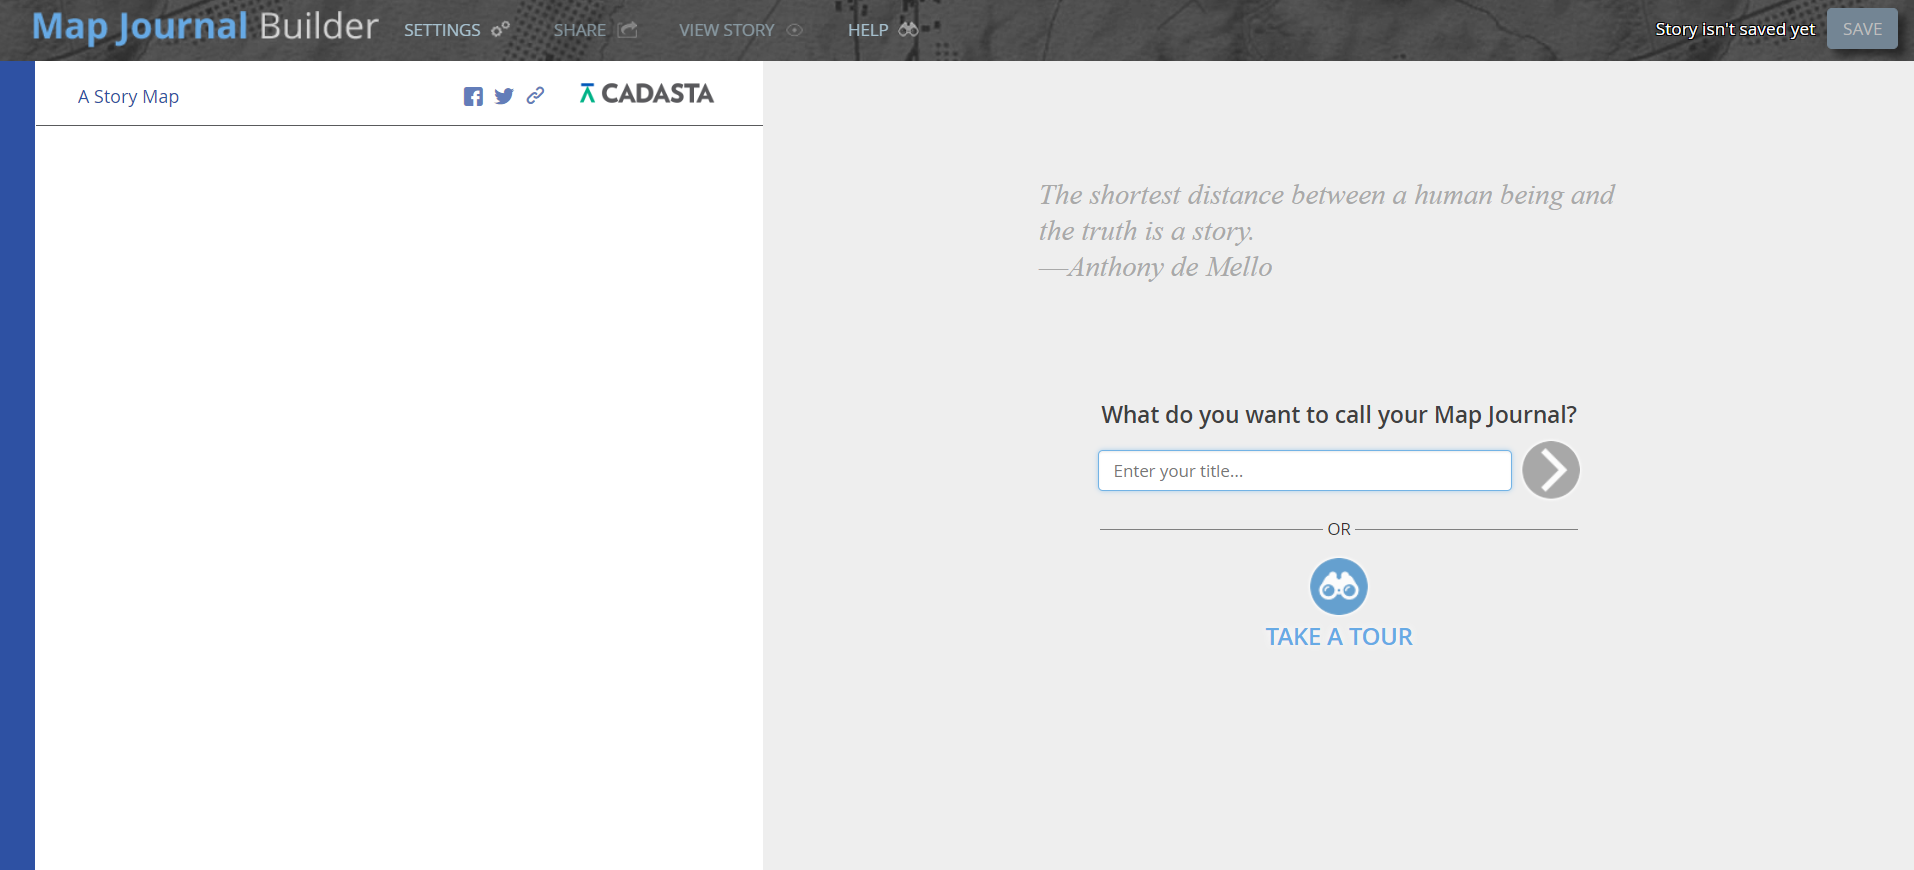 Map Journal Builder SETTINGS SHARE VIEW STORY HELP Story isn't saved yet SAVE
A Story Map CADASTA
The shortest distance between a human being and
the truth is a story.
—Anthony de Mello
What do you want to call your Map Journal?
Enter your title...
OR
TAKE A TOUR